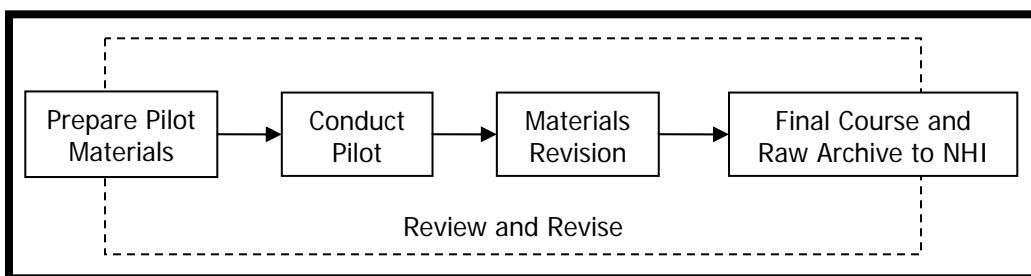 Prepare Pilot
Materials
Conduct
Pilot
Materials
Revision
Final Course and
Raw Archive to NHI
Review and Revise